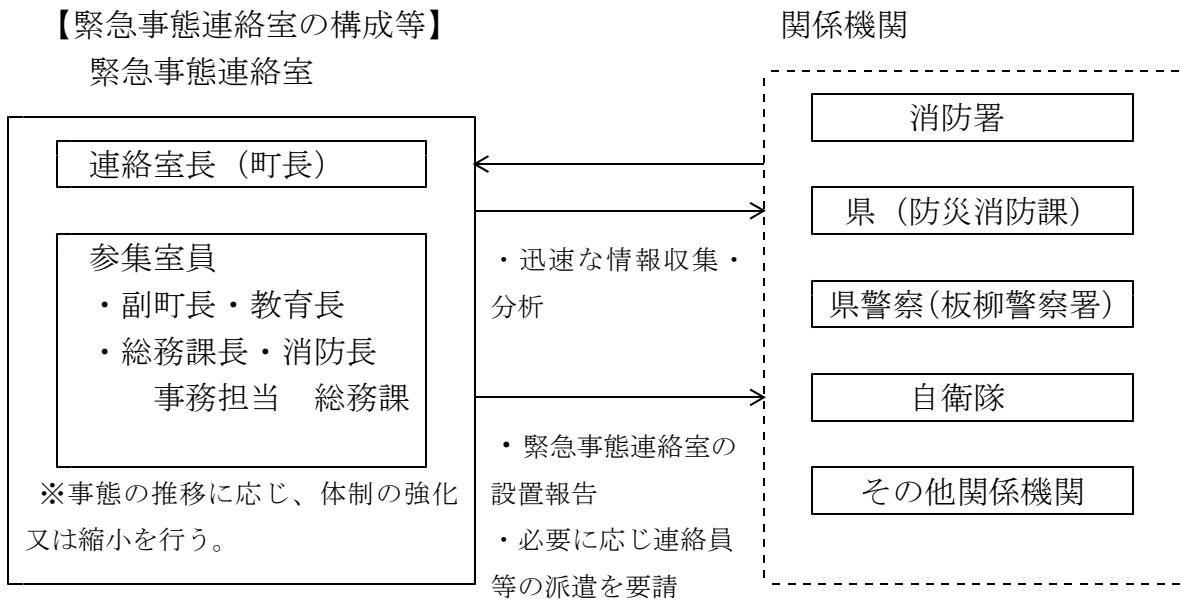 【緊急事態連絡室の構成等】
緊急事態連絡室
連絡室長（町長）
参集室員
・副町長・教育長
・総務課長・消防長
事務担当　総務課
※事態の推移に応じ、体制の強化
又は縮小を行う。
・迅速な情報収集・
分析
・緊急事態連絡室の
設置報告
・必要に応じ連絡員
等の派遣を要請
関係機関
消防署
県（防災消防課）
県警察（板柳警察署）
自衛隊
その他関係機関